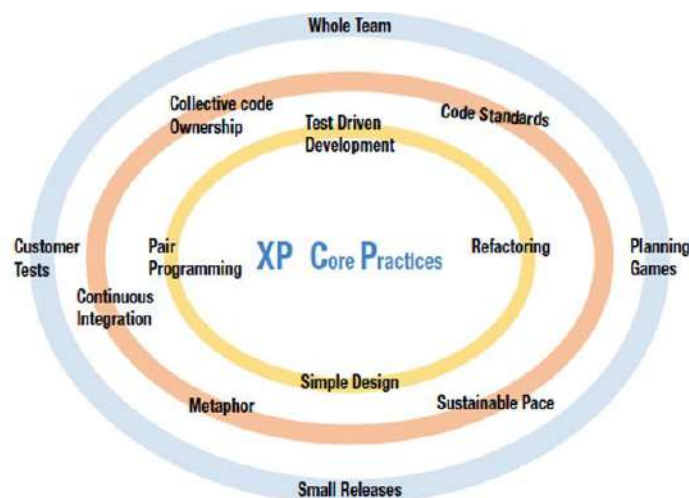 Whole Team
Collective code
Ownership
Code Standards
Test Driven
Development
Customer
Tests
Pair
Programming
XP Core Practices
Refactoring
Planning
Games
Continuous
Integration
Simple Design
Metaphor
Sustainable Pace
Small Releases